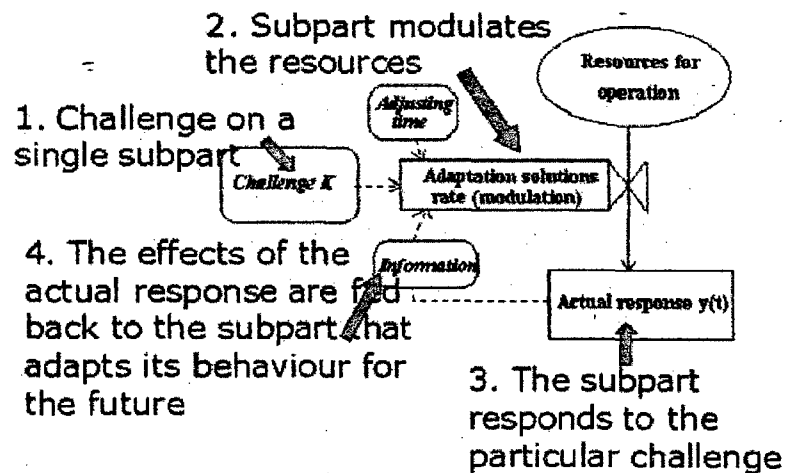 2. Subpart modulates
the resources
Resources for
operation
Adjusting
time
1. Challenge on a
single subpart
Challenge K
Adaptation solutions
rate (modulation)
4. The effects of the
actual response are fed
back to the subpart that
adapts its behaviour for
the future
Information
Actual response y(t)
3. The subpart
responds to the
particular challenge